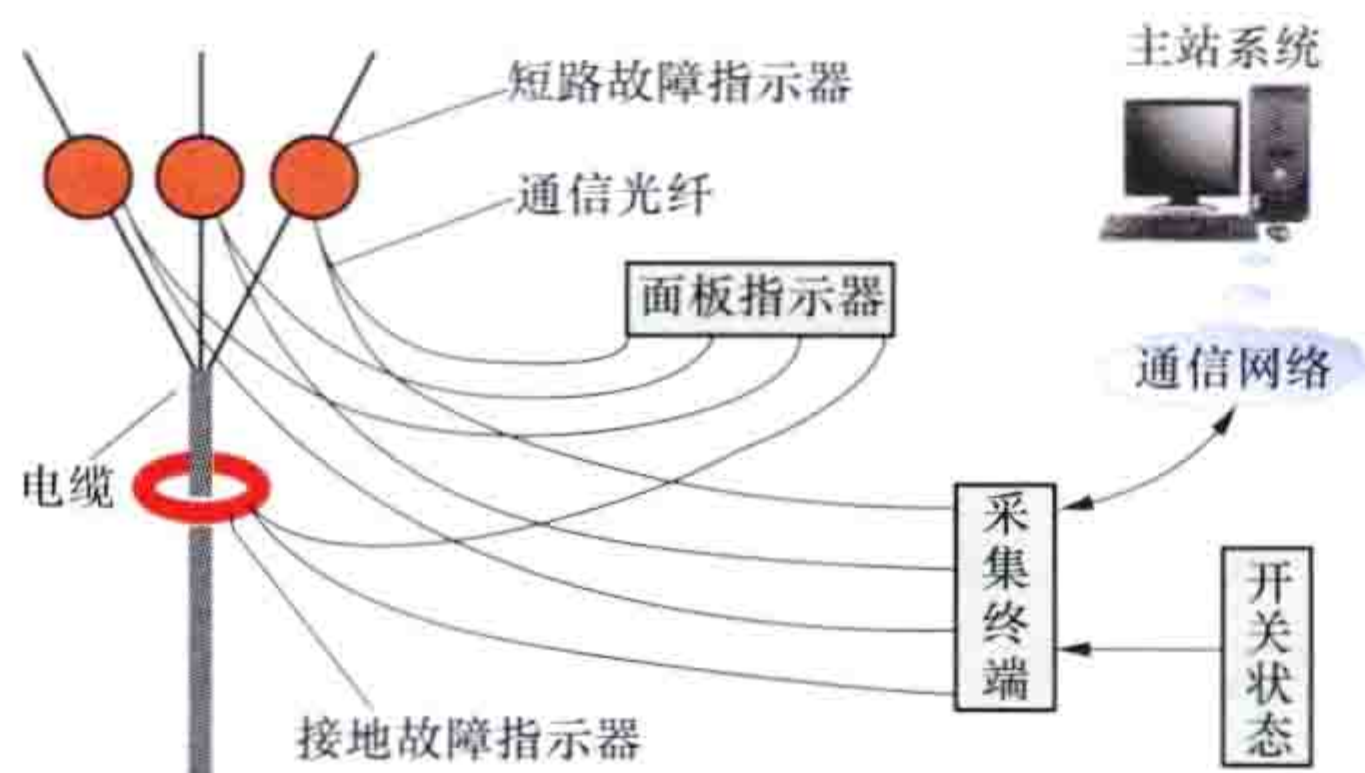 主站系统
短路故障指示器
通信光纤
面板指示器
通信网络
电缆
采集终端
开关状态
接地故障指示器